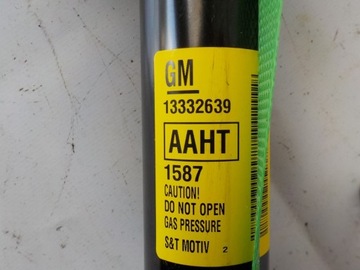 GM
13332639
AAHT
1587
CAUTION!
DO NOT OPEN
GAS PRESSURE
S&T MOTIV 2